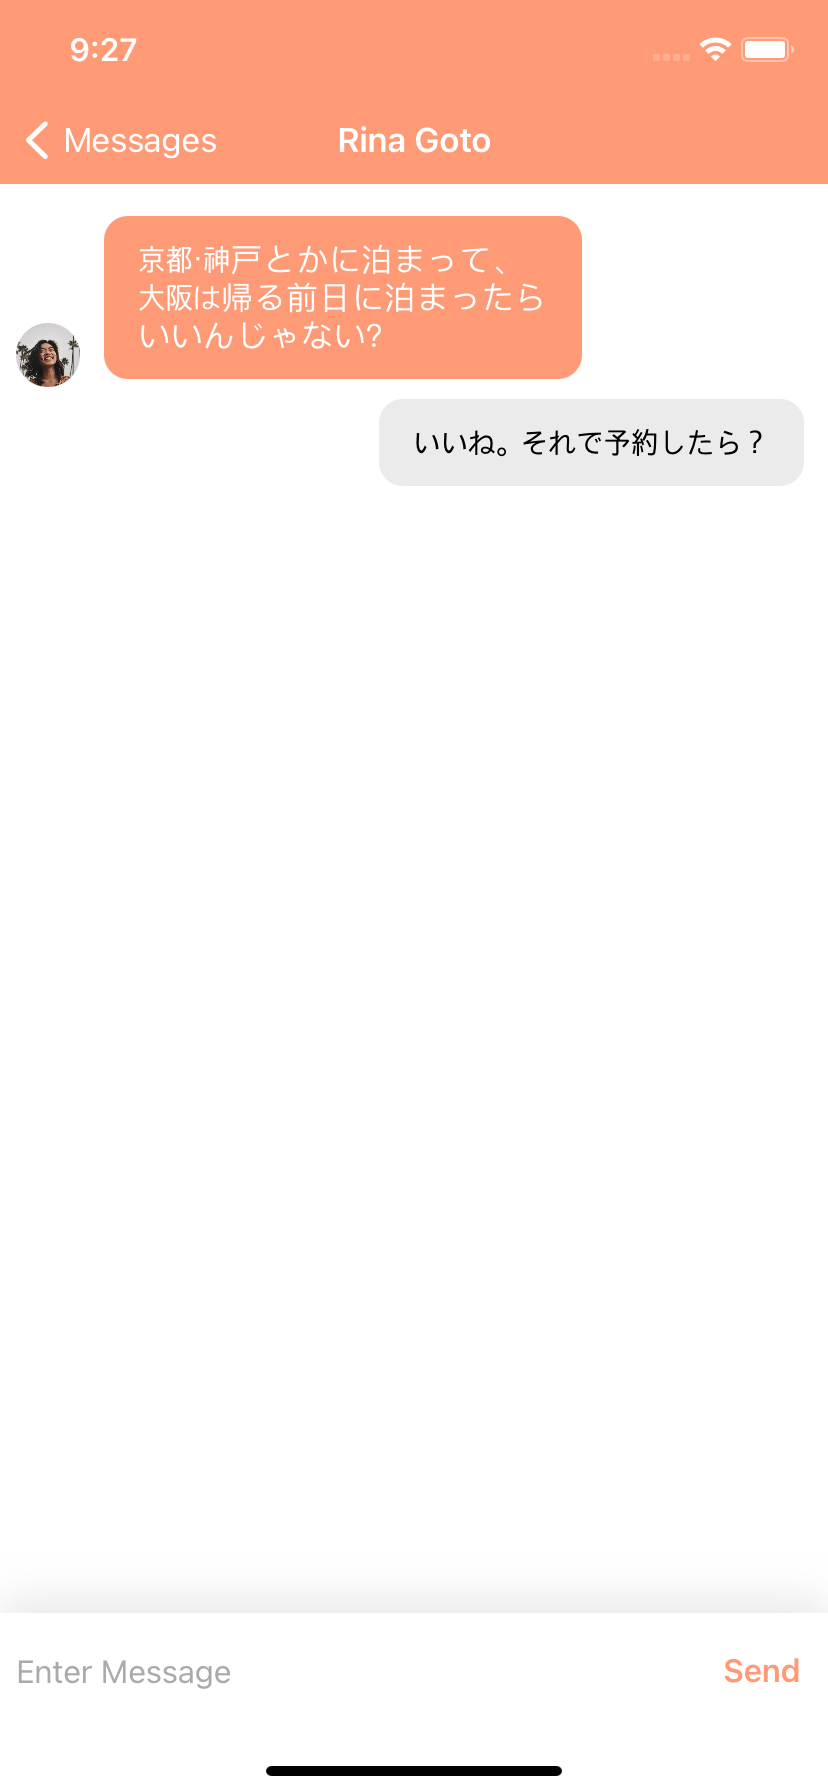 9:27
Messages
Rina Goto
京都·神戸とかに泊まって、
大阪は帰る前日に泊まったら
いいんじゃない?
いいね。それで予約したら？
Enter Message
Send